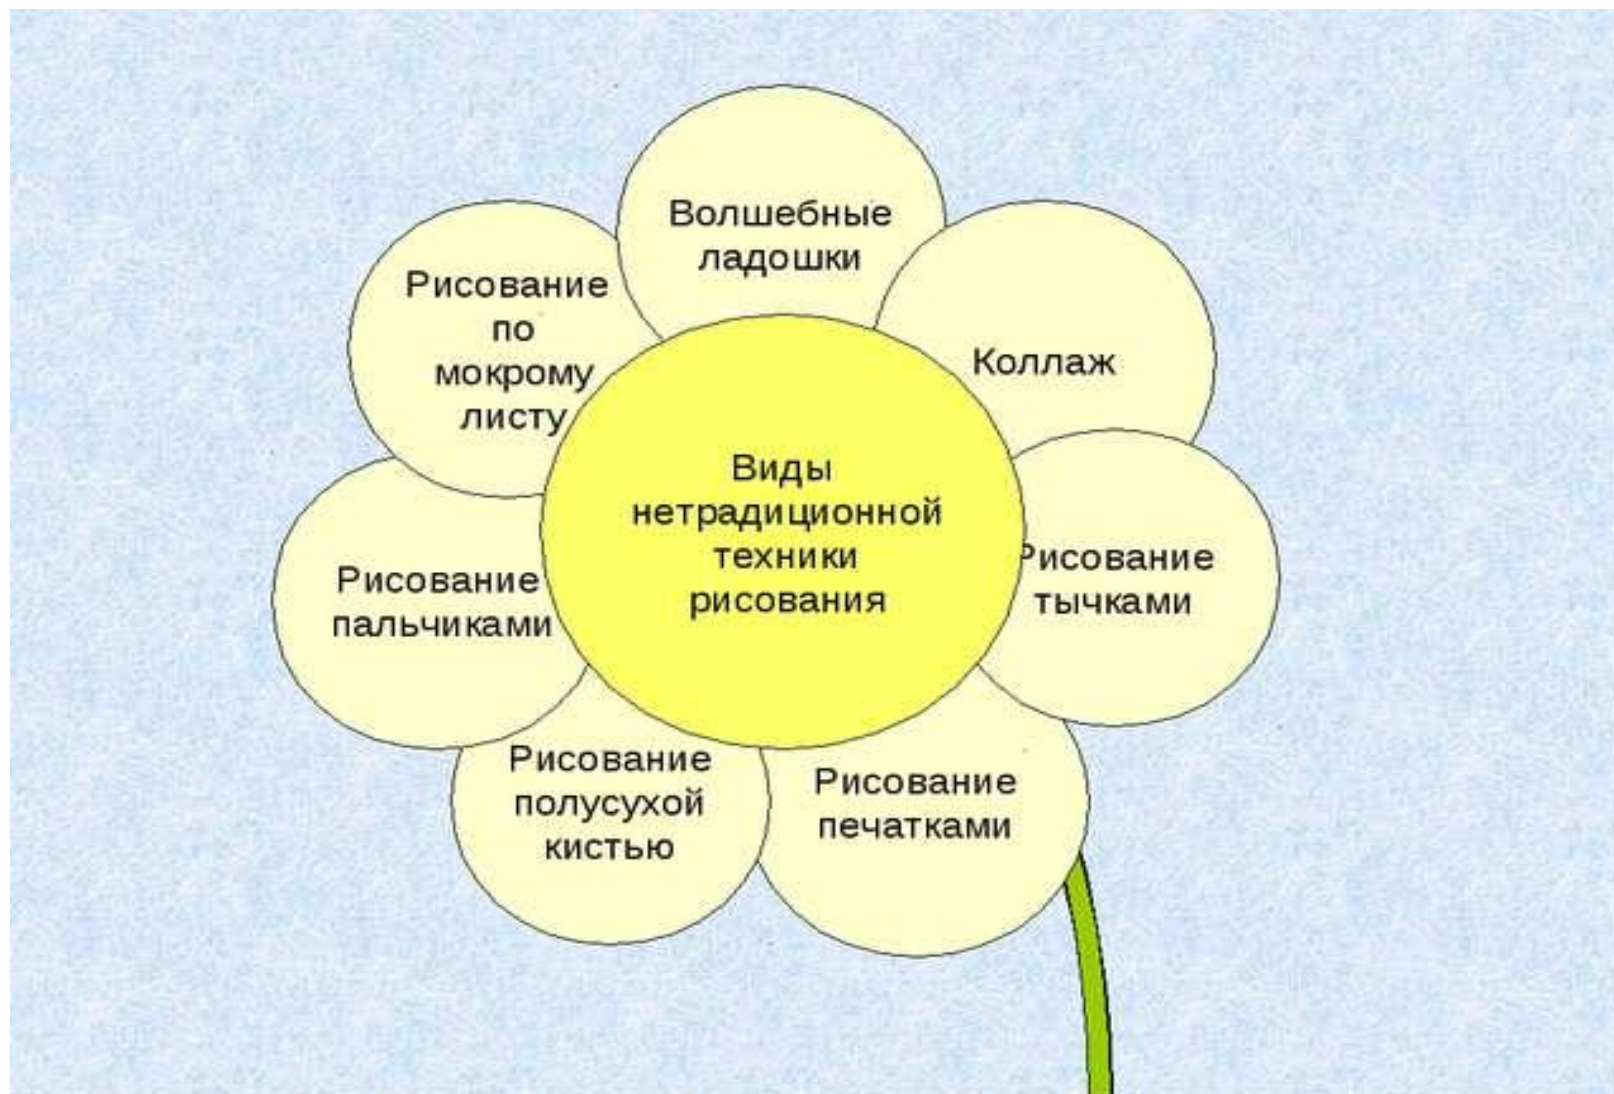 Волшебные
ладошки
Рисование
по
мокрому
листу
Коллаж
Виды
нетрадиционной
техники
рисования
Рисование
тычками
Рисование
пальчиками
Рисование
полусухой
кистью
Рисование
печатками